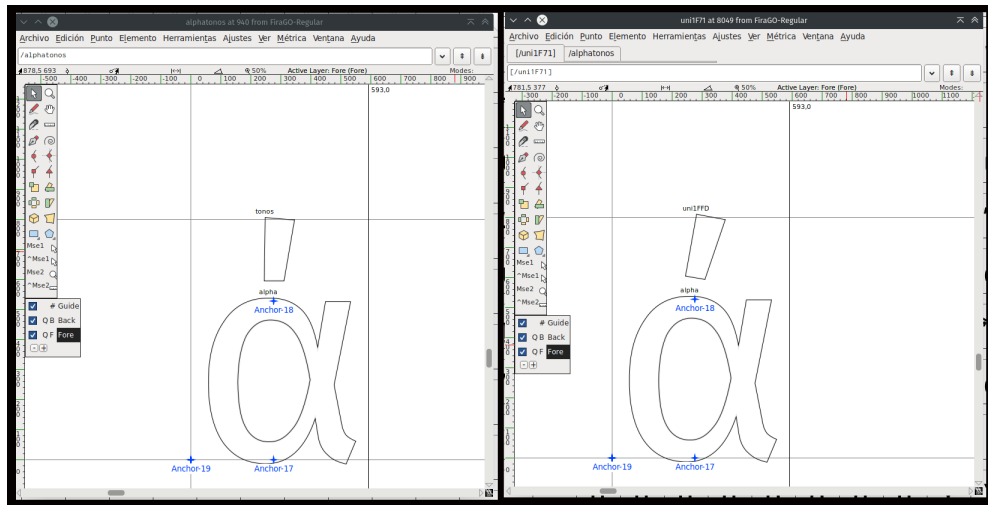 alphatonos at 940 from FiraGO-Regular
Archivo Edición Punto Elemento Herramientas Ajustes Ver Métrica Ventana Ayuda
/alphatonos
878,5 693 50% Active Layer: Fore (Fore) Modes:
-500 -400 -300 -200 -100 0 100 200 300 400 500 600 700 800 900
593,0
tonos
Mse1
^Mse1
Mse2
^Mse2
alpha
Anchor-18
# Guide
Q B Back
Q F Fore
Anchor-19
Anchor-17
uni1F71 at 8049 from FiraGO-Regular
Archivo Edición Punto Elemento Herramientas Ajustes Ver Métrica Ventana Ayuda
[/uni1F71] /alphatonos
[/uni1F71]
781,5 377 50% Active Layer: Fore (Fore) Modes:
-300 -200 -100 0 100 200 300 400 500 600 700 800 900 1000 1100
593,0
uni1FFD
Mse1
^Mse1
Mse2
^Mse2
alpha
Anchor-18
# Guide
Q B Back
Q F Fore
Anchor-19
Anchor-17